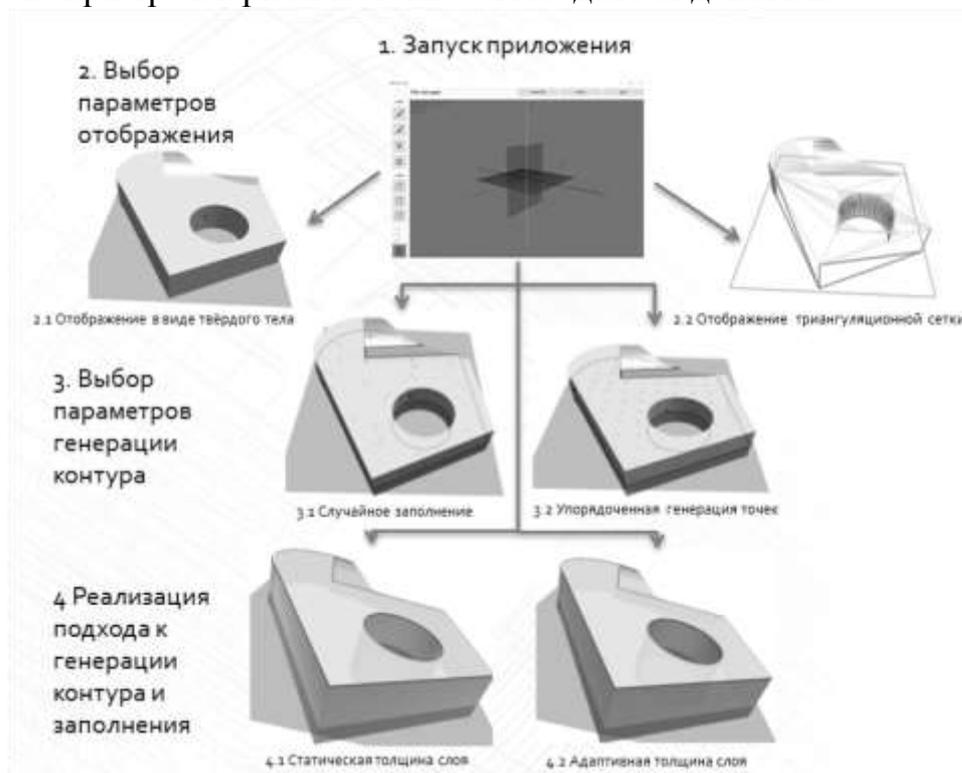 1. Запуск приложения
2. Выбор
параметров
отображения
2.1 Отображение в виде твёрдого тела
2.2 Отображение триангуляционной сетки
3. Выбор
параметров
генерации
контура
3.1 Случайное заполнение
3.2 Упорядоченная генерация точек
4 Реализация
подхода к
генерации
контура и
заполнения
4.1 Статическая толщина слоя
4.2 Адаптивная толщина слоя